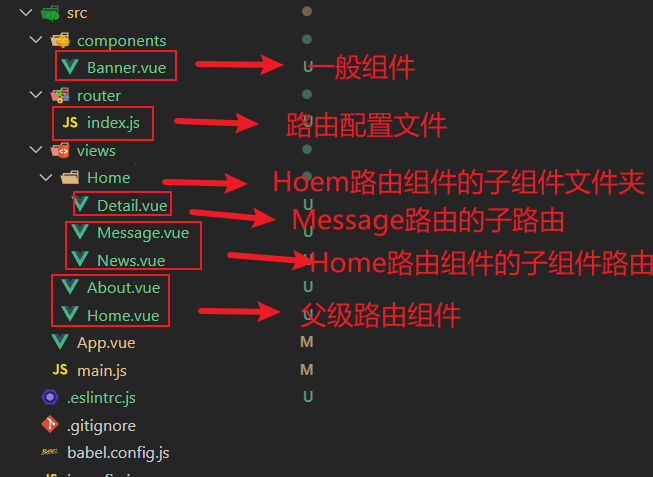 src
components
Banner.vue U 一般组件
router
JS index.js 路由配置文件
views
Home Hoem路由组件的子组件文件夹
Detail.vue U Message路由的子路由
Message.vue U
News.vue Home路由组件的子组件路由
About.vue U
Home.vue U 父级路由组件
App.vue M
JS main.js M
.eslintrc.js U
.gitignore
BABEL babel.config.js